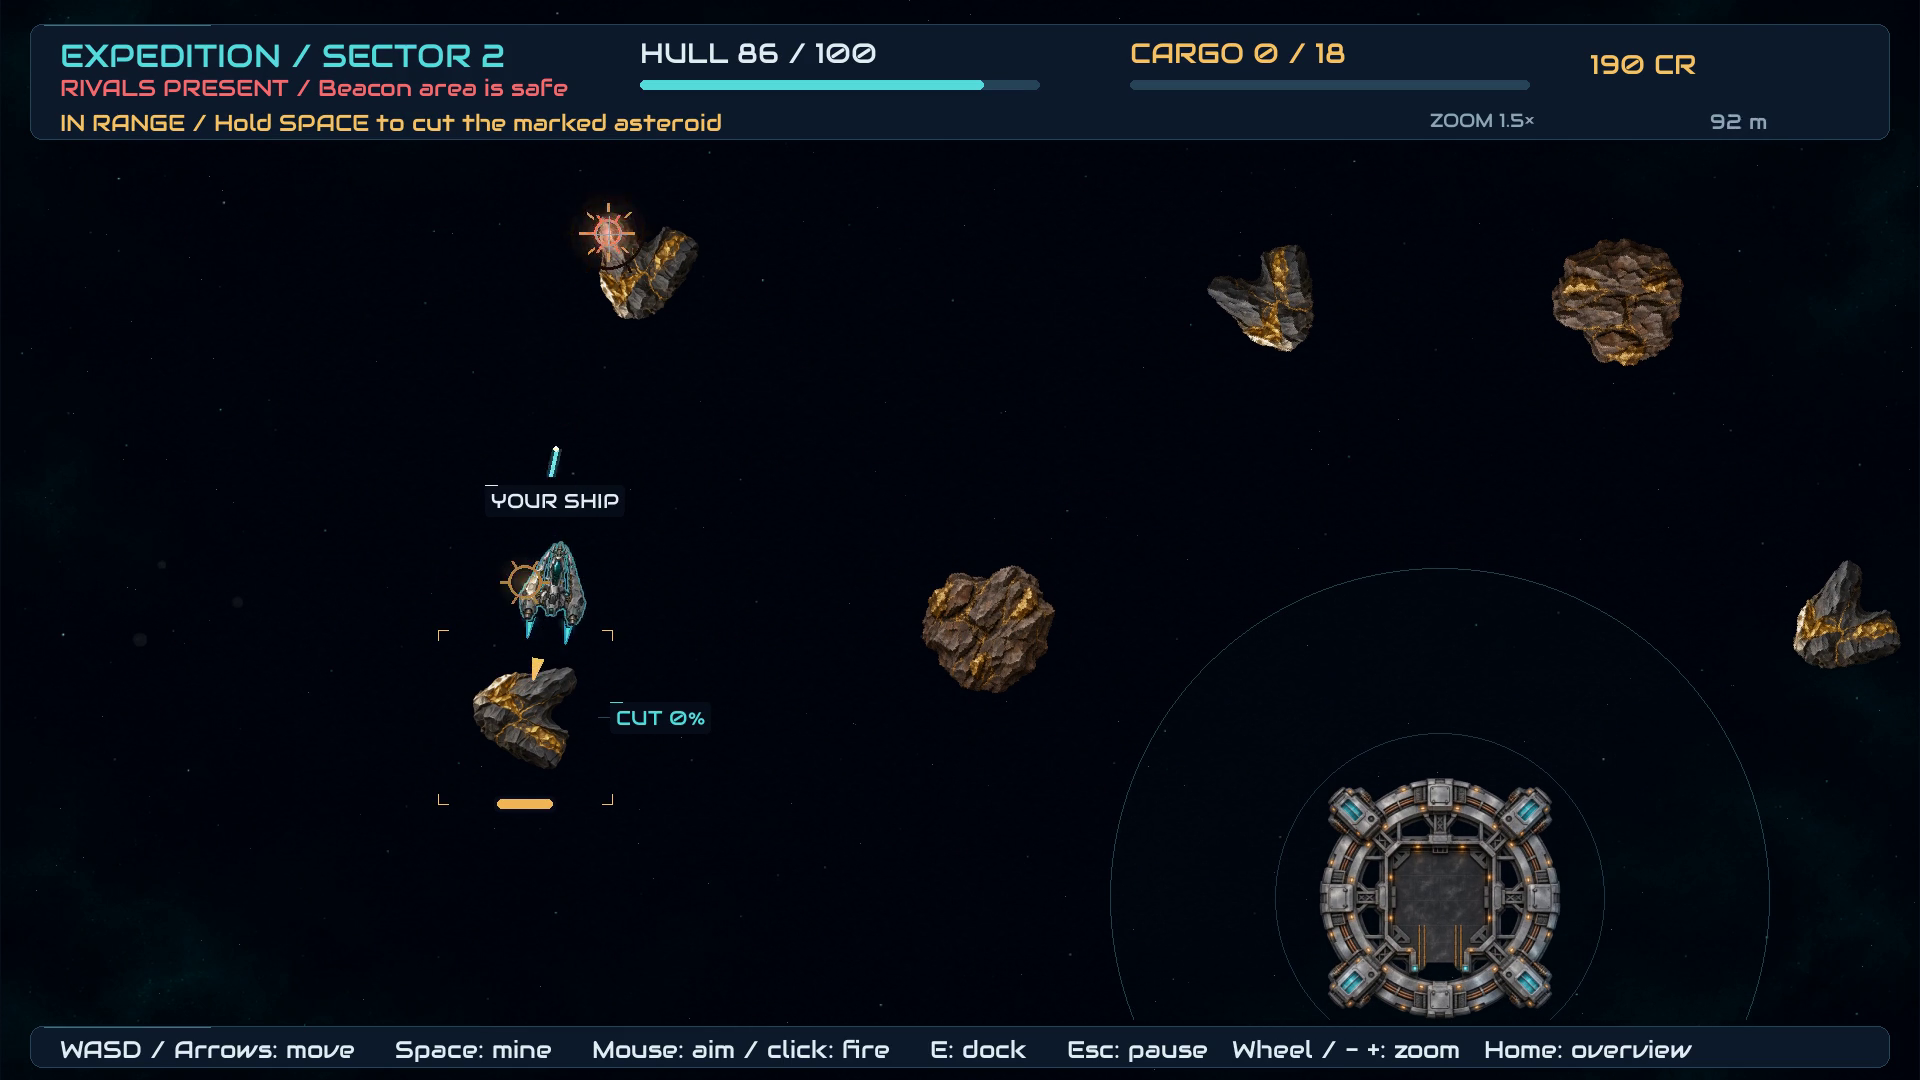 EXPEDITION / SECTOR 2
HULL 86 / 100
CARGO 0 / 18
190 CR
RIVALS PRESENT / Beacon area is safe
IN RANGE / Hold SPACE to cut the marked asteroid
ZOOM 1.5×
92 m
YOUR SHIP
CUT 0%
WASD / Arrows: move
Space: mine
Mouse: aim / click: fire
E: dock
Esc: pause
Wheel / - +: zoom
Home: overview